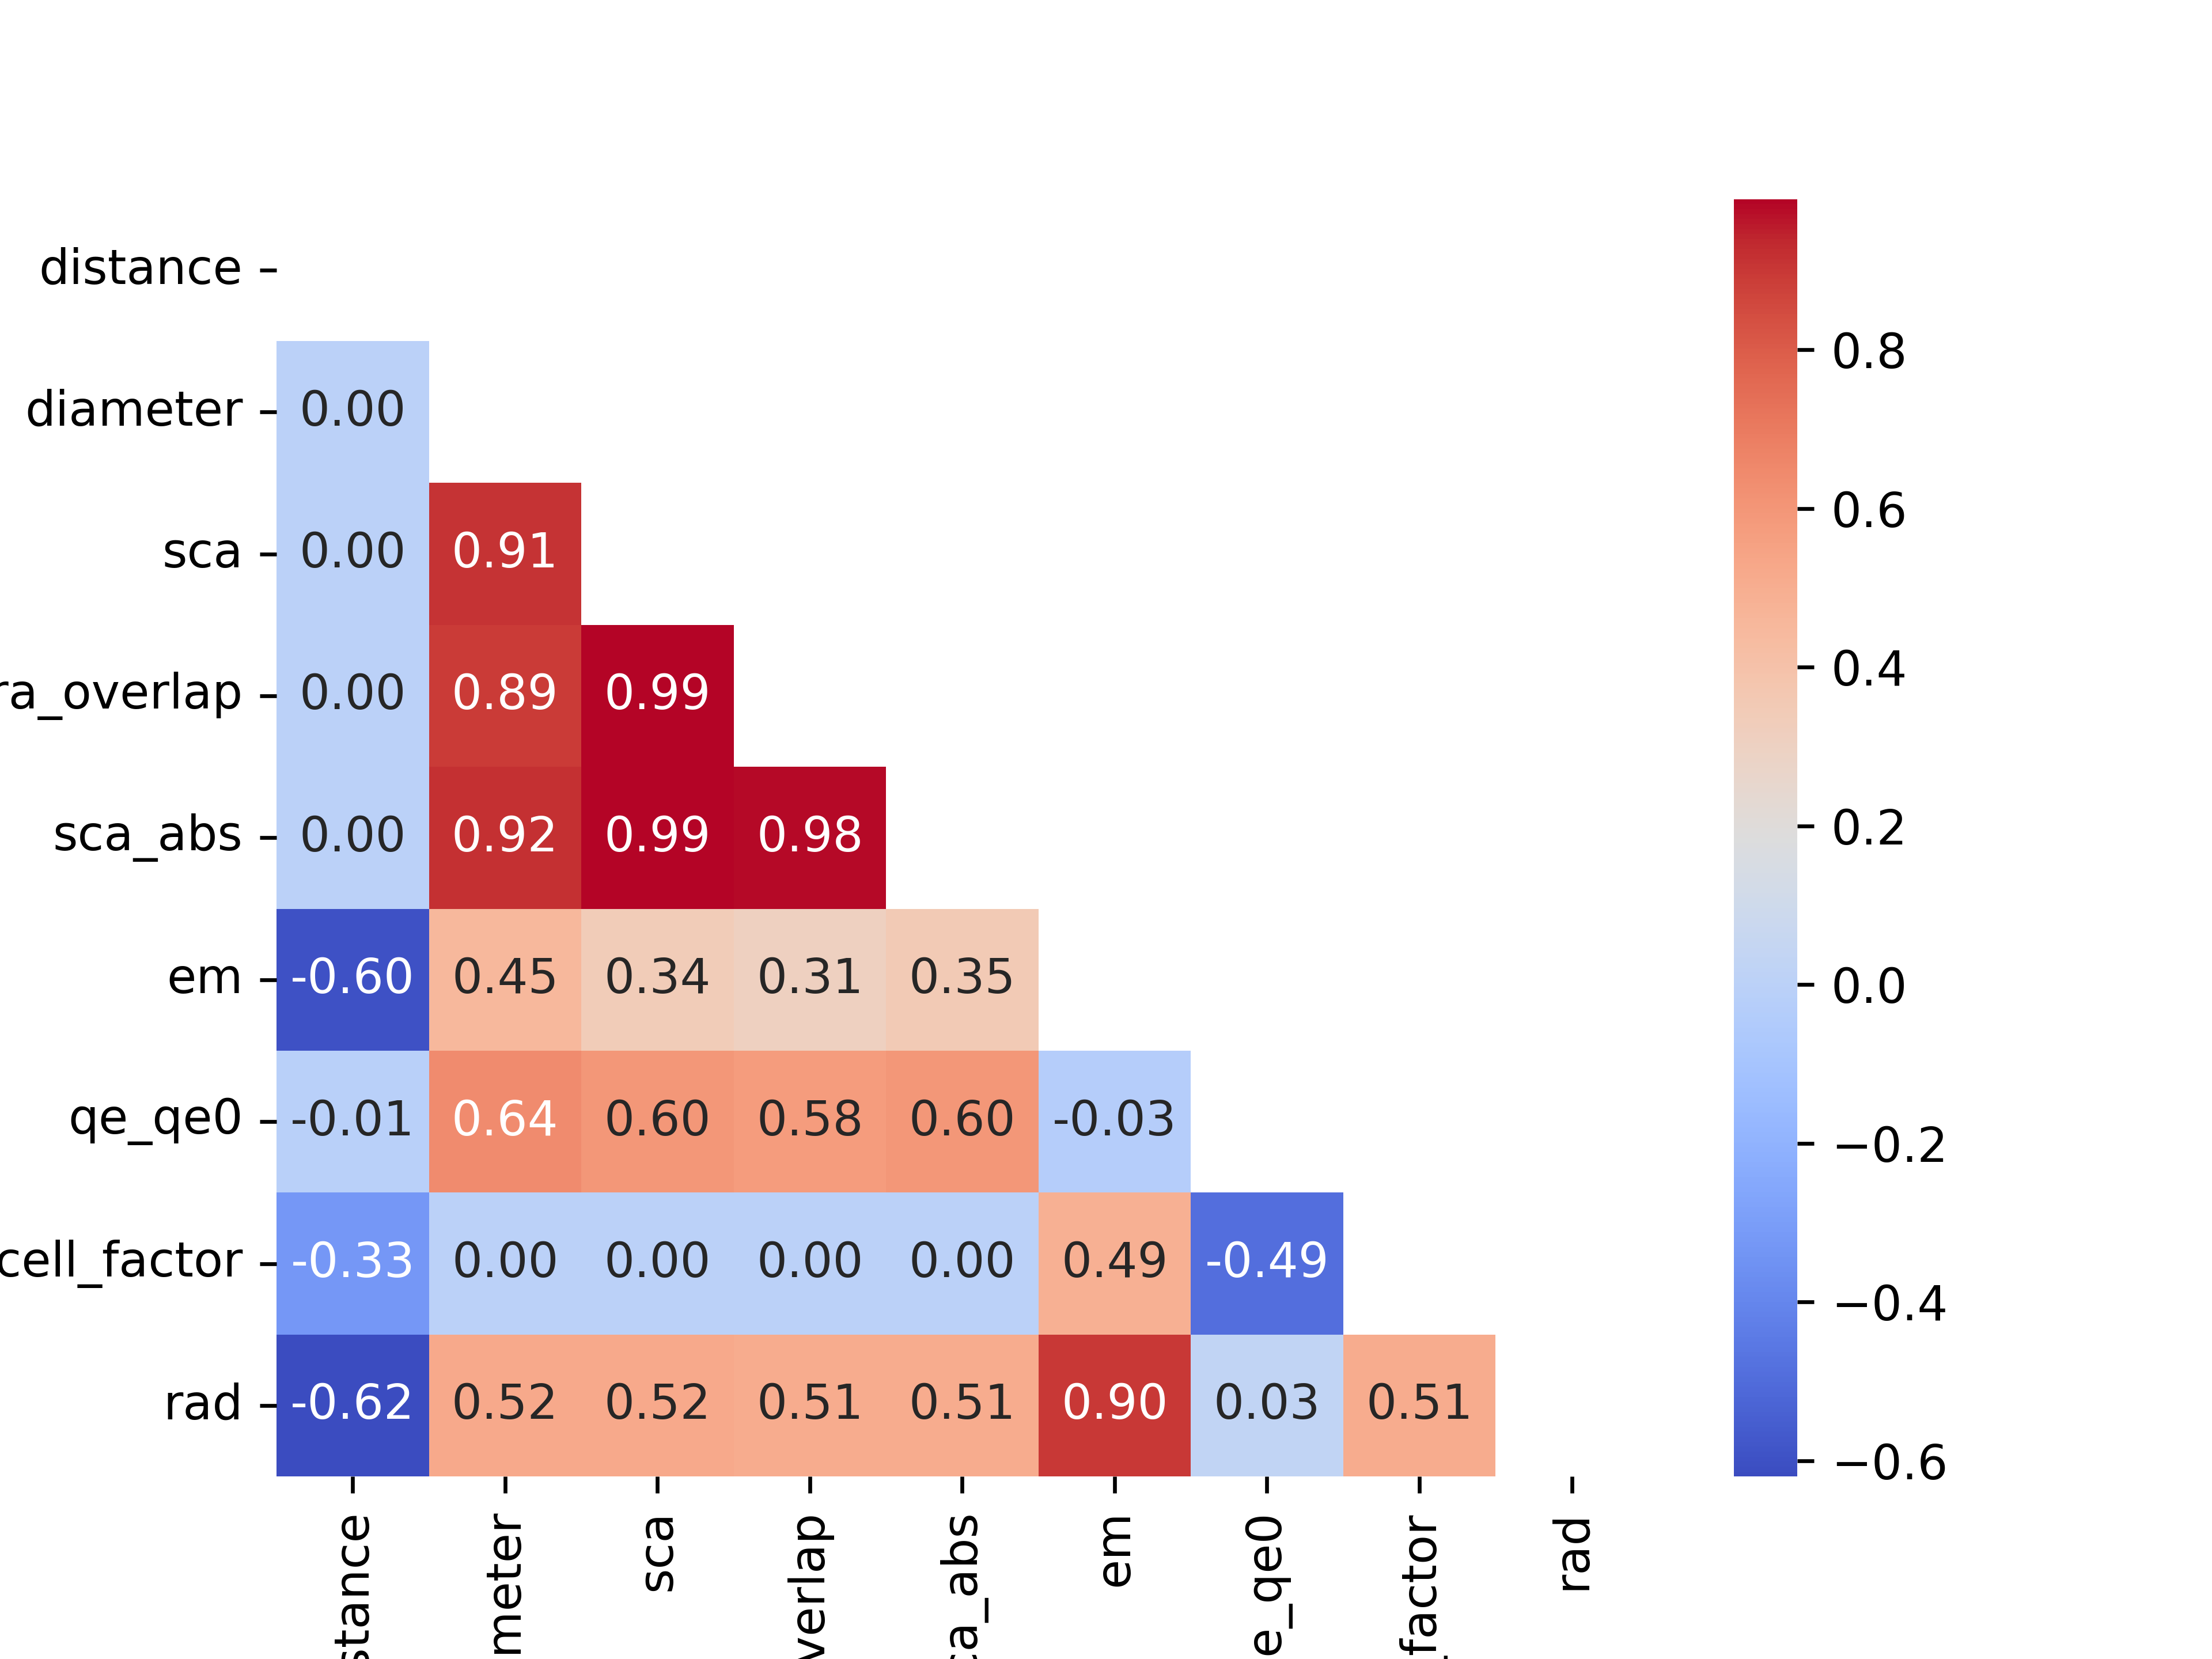 distance
diameter 0.00
sca 0.00 0.91
ra_overlap 0.00 0.89 0.99
sca_abs 0.00 0.92 0.99 0.98
em -0.60 0.45 0.34 0.31 0.35
qe_qe0 -0.01 0.64 0.60 0.58 0.60 -0.03
cell_factor -0.33 0.00 0.00 0.00 0.00 0.49 -0.49
rad -0.62 0.52 0.52 0.51 0.51 0.90 0.03 0.51
stance
meter
sca
verlap
ca_abs
em
e_qe0
_factor
rad
0.8
0.6
0.4
0.2
0.0
−0.2
−0.4
−0.6